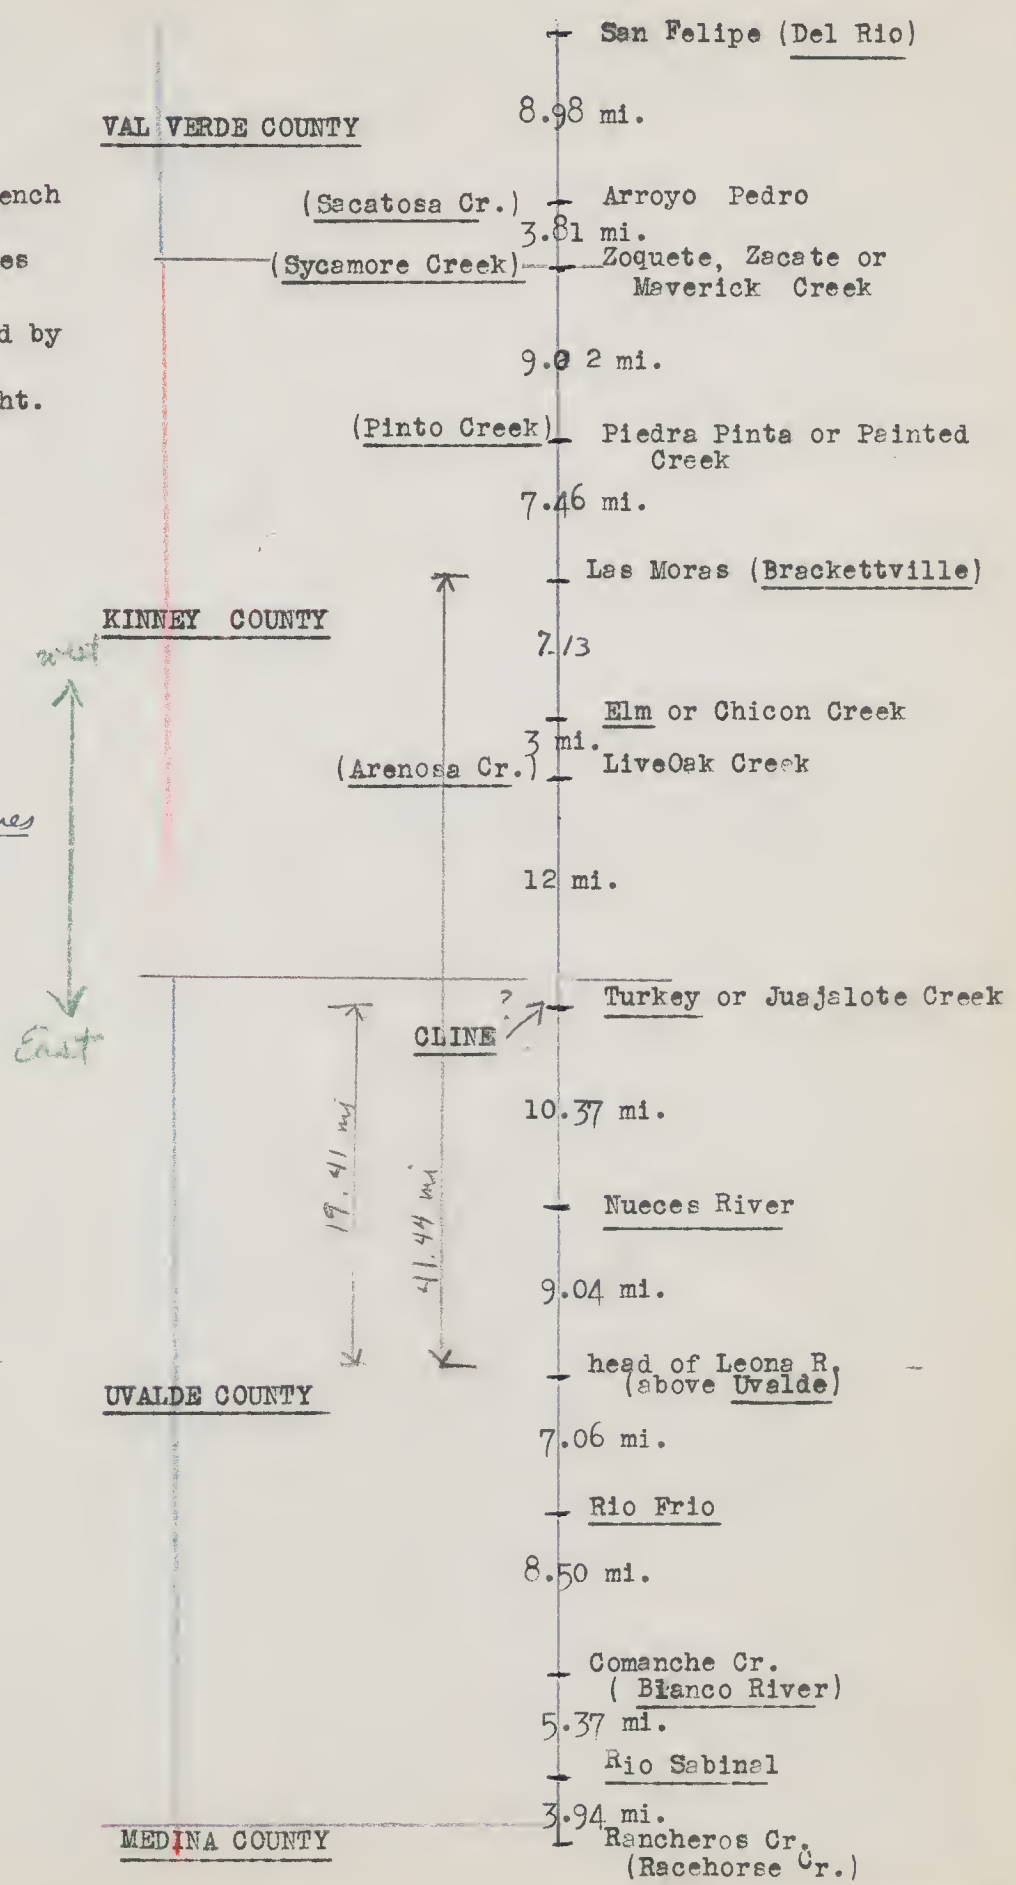 San Felipe (Del Rio)
8.98 mi.
VAL VERDE COUNTY
ench
(Sacatosa Cr.) Arroyo Pedro
3.81 mi.
es
(Sycamore Creek) Zoquete, Zacate or
Maverick Creek
d by
9.02 mi.
ht.
(Pinto Creek) Piedra Pinta or Painted
Creek
7.46 mi.
Las Moras (Brackettville)
KINNEY COUNTY
west
7.13
Elm or Chicon Creek
3 mi.
(Arenosa Cr.) LiveOak Creek
nes
12 mi.
? Turkey or Juajalote Creek
CLINE
East
10.37 mi.
19.41 mi
41.44 mi
Nueces River
9.04 mi.
head of Leona R.
(above Uvalde)
UVALDE COUNTY
7.06 mi.
Rio Frio
8.50 mi.
Comanche Cr.
( Blanco River)
5.37 mi.
Rio Sabinal
3.94 mi.
MEDINA COUNTY
Rancheros Cr.
(Racehorse Cr.)